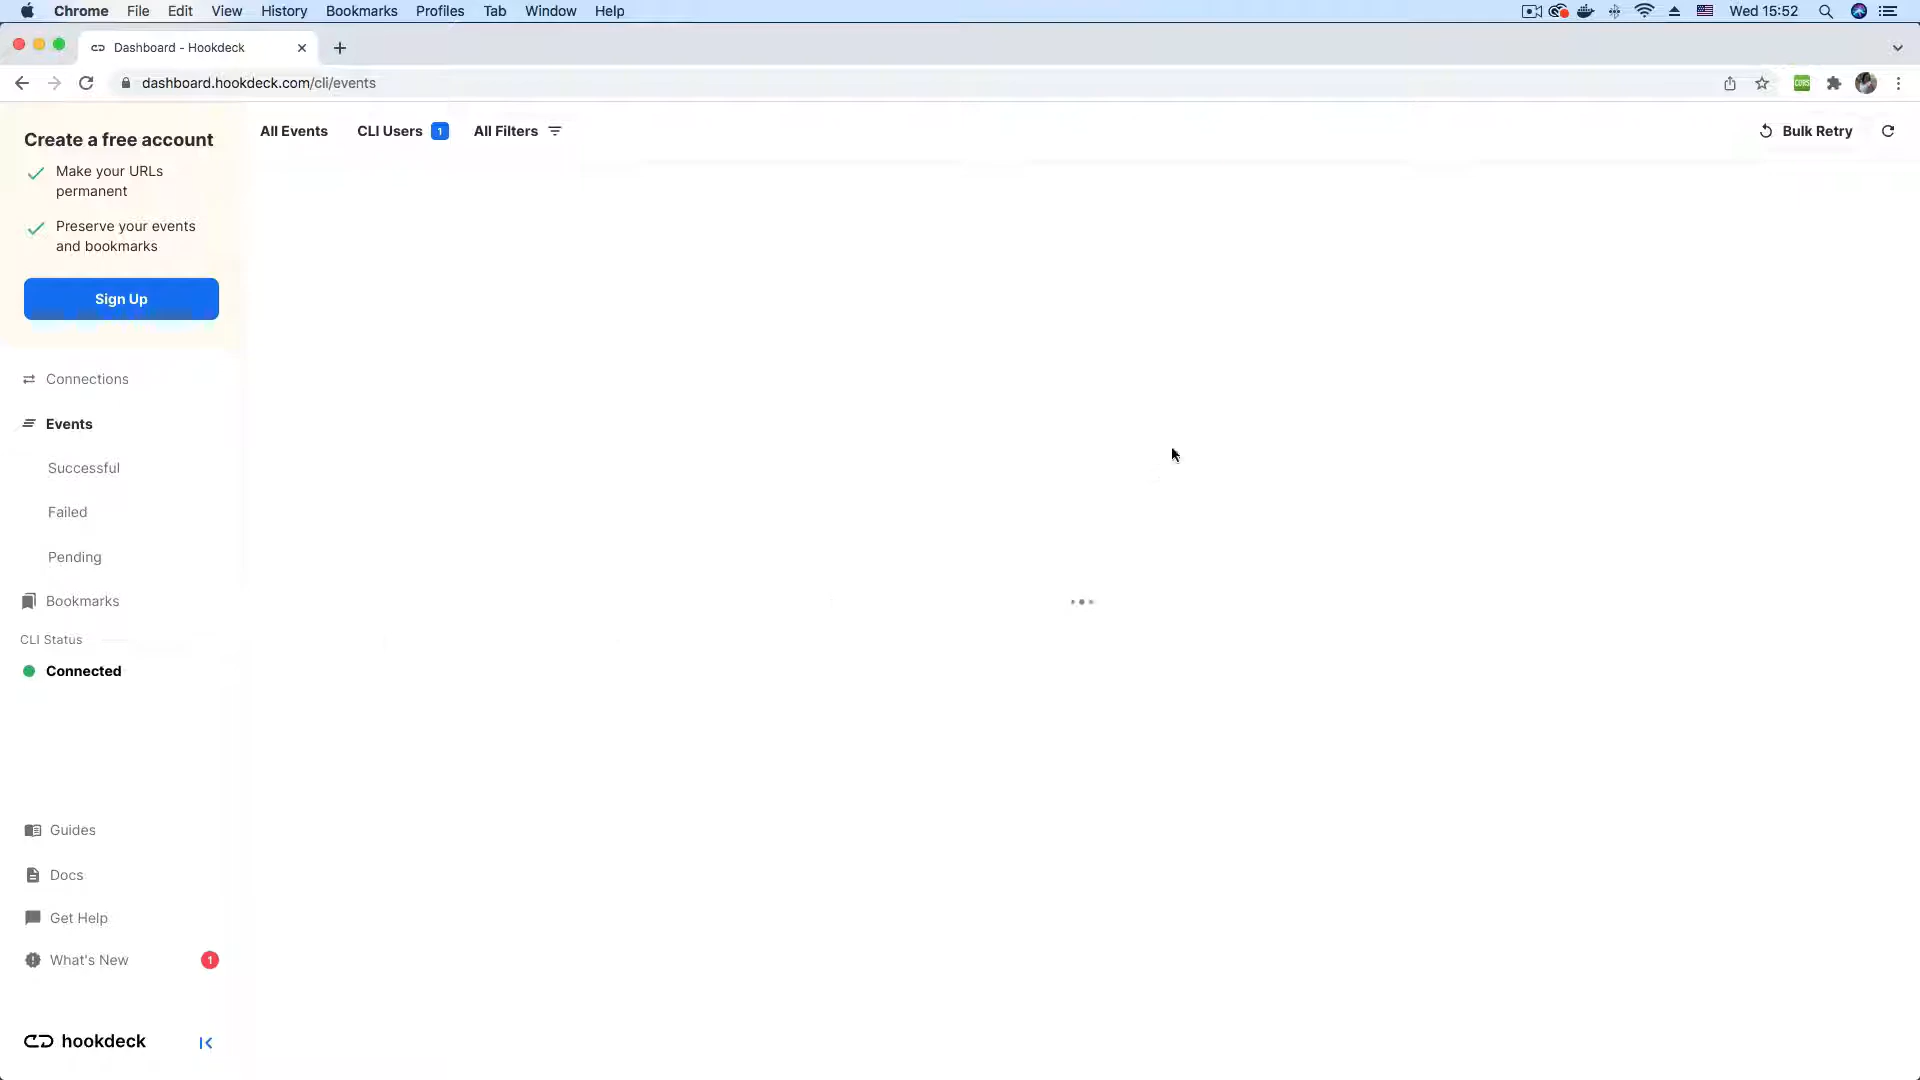 Chrome File Edit View History Bookmarks Profiles Tab Window Help Wed 15:52
Dashboard - Hookdeck
dashboard.hookdeck.com/cli/events
Create a free account
Make your URLs
permanent
Preserve your events
and bookmarks
Sign Up
All Events CLI Users 1 All Filters Bulk Retry
Connections
Events
Successful
Failed
Pending
Bookmarks
CLI Status
Connected
Guides
Docs
Get Help
What's New 1
hookdeck